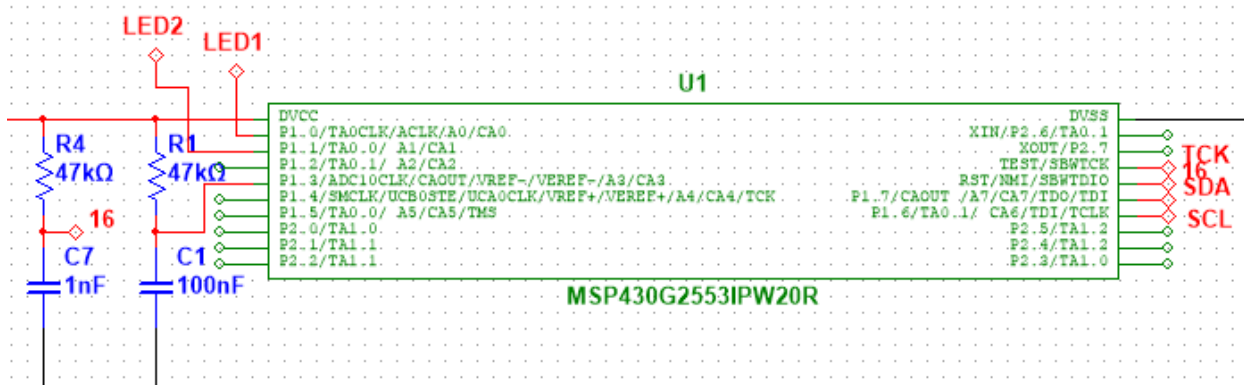 LED2
LED1
U1
R4
47kΩ
R1
47kΩ
16
C7
1nF
C1
100nF
DVCC
P1.0/TA0CLK/ACLK/A0/CA0
P1.1/TA0.0/ A1/CA1
P1.2/TA0.1/ A2/CA2
P1.3/ADC10CLK/CAOUT/VREF-/VEREF-/A3/CA3
P1.4/SMCLK/UCB0STE/UCA0CLK/VREF+/VEREF+/A4/CA4/TCK
P1.5/TA0.0/ A5/CA5/TMS
P2.0/TA1.0
P2.1/TA1.1
P2.2/TA1.1
DVSS
XIN/P2.6/TA0.1
XOUT/P2.7
TEST/SBWTCK
RST/NMI/SBWTDIO
P1.7/CAOUT /A7/CA7/TDO/TDI
P1.6/TA0.1/ CA6/TDI/TCLK
P2.5/TA1.2
P2.4/TA1.2
P2.3/TA1.0
TCK
16
SDA
SCL
MSP430G2553IPW20R